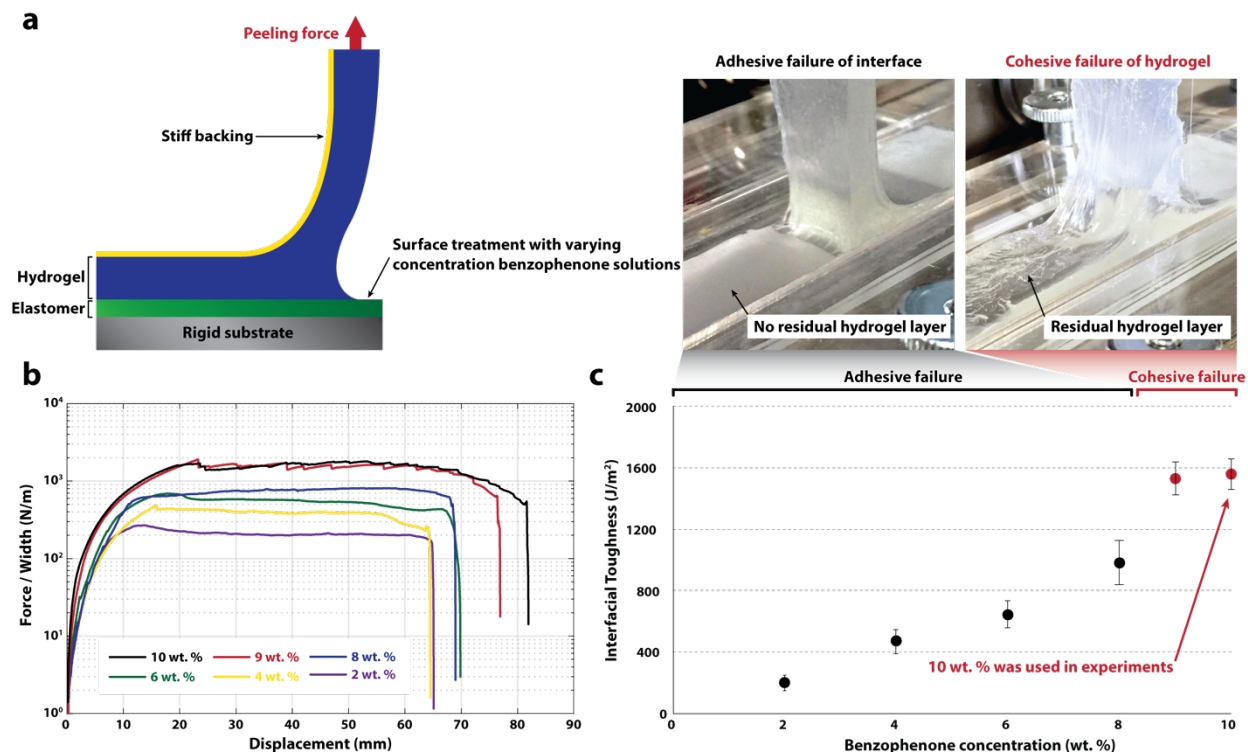 a
Peeling force
Stiff backing
Surface treatment with varying
concentration benzophenone solutions
Hydrogel
Elastomer
Rigid substrate
Adhesive failure of interface
Cohesive failure of hydrogel
No residual hydrogel layer
Residual hydrogel layer
b
Force / Width (N/m)
10⁴
10³
10²
10¹
10⁰
10 wt. %
9 wt. %
8 wt. %
6 wt. %
4 wt. %
2 wt. %
0
10
20
30
40
50
60
70
80
90
Displacement (mm)
c
Adhesive failure
Cohesive failure
Interfacial Toughness (J/m²)
2000
1600
1200
800
400
0
10 wt. % was used in experiments
0
2
4
6
8
10
Benzophenone concentration (wt. %)